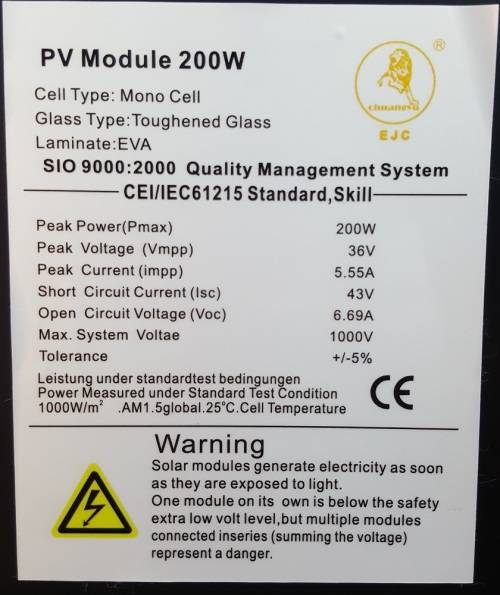 PV Module 200W
®
chuangyu
EJC
Cell Type: Mono Cell
Glass Type:Toughened Glass
Laminate:EVA
SIO 9000:2000 Quality Management System
CEI/IEC61215 Standard,Skill
Peak Power(Pmax) 200W
Peak Voltage (Vmpp) 36V
Peak Current (impp) 5.55A
Short Circuit Current (Isc) 43V
Open Circuit Voltage (Voc) 6.69A
Max. System Voltae 1000V
Tolerance +/-5%
Leistung under standardtest bedingungen
Power Measured under Standard Test Condition
1000W/m² .AM1.5global.25°C.Cell Temperature
CE
Warning
Solar modules generate electricity as soon
as they are exposed to light.
One module on its own is below the safety
extra low volt level,but multiple modules
connected inseries (summing the voltage)
represent a danger.